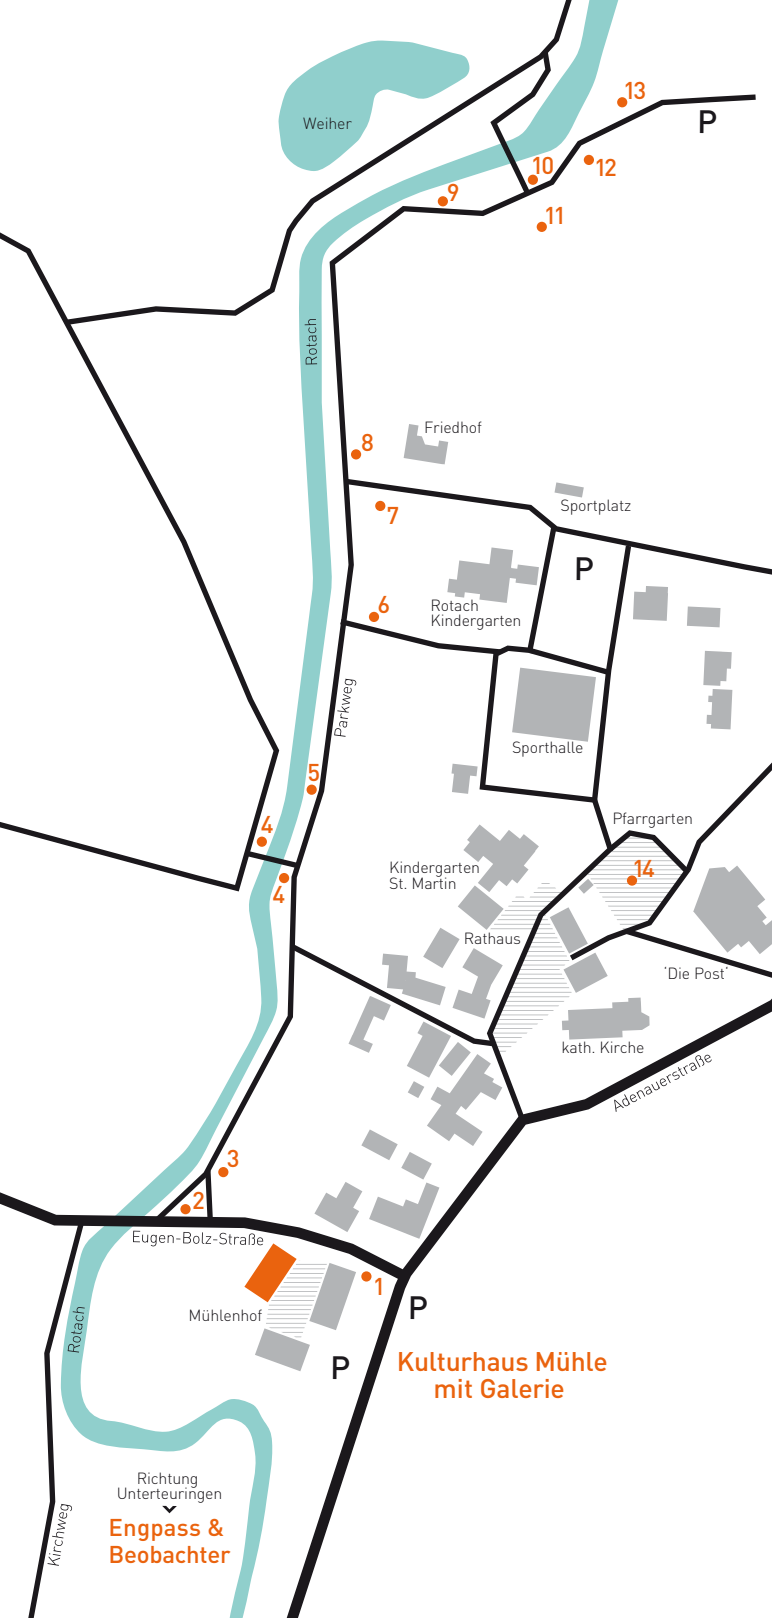 13
P
Weiher
10
12
9
11
Rotach
8
Friedhof
7
Sportplatz
P
6
Rotach
Kindergarten
Parkweg
Sporthalle
5
4
Pfarrgarten
Kindergarten
St. Martin
14
4
Rathaus
'Die Post'
kath. Kirche
Adenauerstraße
3
2
Eugen-Bolz-Straße
1
Mühlenhof
P
Rotach
P
Kulturhaus Mühle
mit Galerie
Richtung
Unterteuringen
Engpass &
Beobachter
Kirchweg